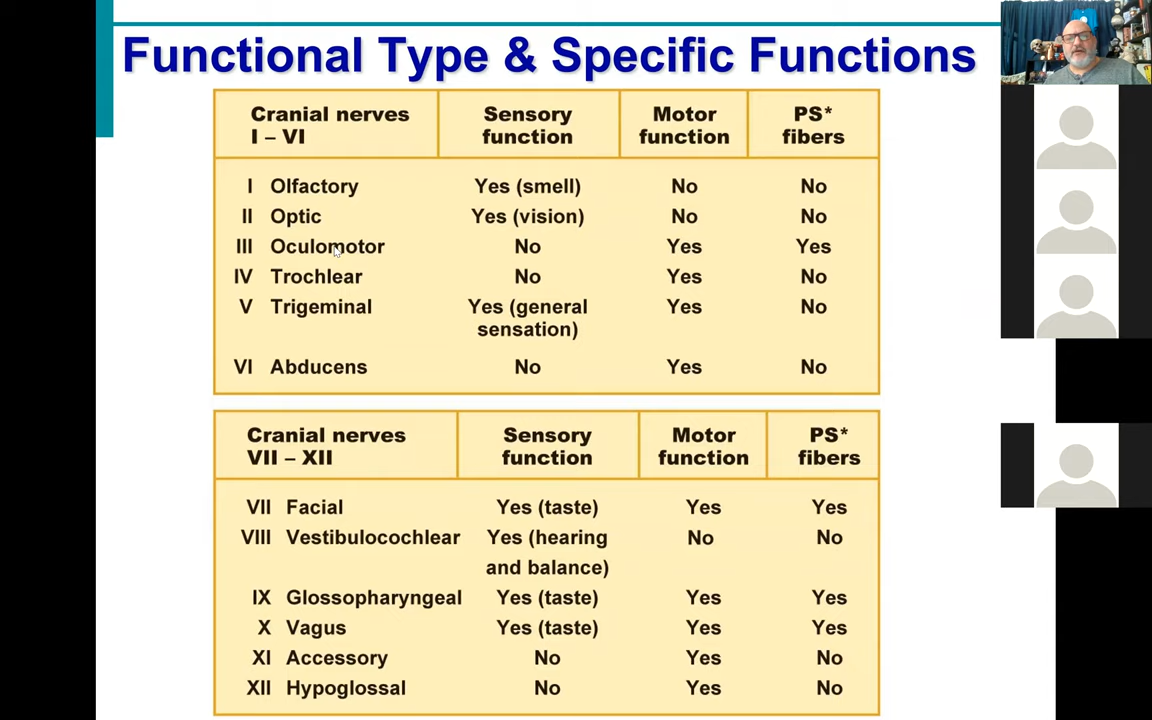 Functional Type & Specific Functions
Cranial nerves Sensory Motor PS*
I – VI function function fibers
I Olfactory Yes (smell) No No
II Optic Yes (vision) No No
III Oculomotor No Yes Yes
IV Trochlear No Yes No
V Trigeminal Yes (general Yes No
sensation)
VI Abducens No Yes No
Cranial nerves Sensory Motor PS*
VII – XII function function fibers
VII Facial Yes (taste) Yes Yes
VIII Vestibulocochlear Yes (hearing No No
and balance)
IX Glossopharyngeal Yes (taste) Yes Yes
X Vagus Yes (taste) Yes Yes
XI Accessory No Yes No
XII Hypoglossal No Yes No